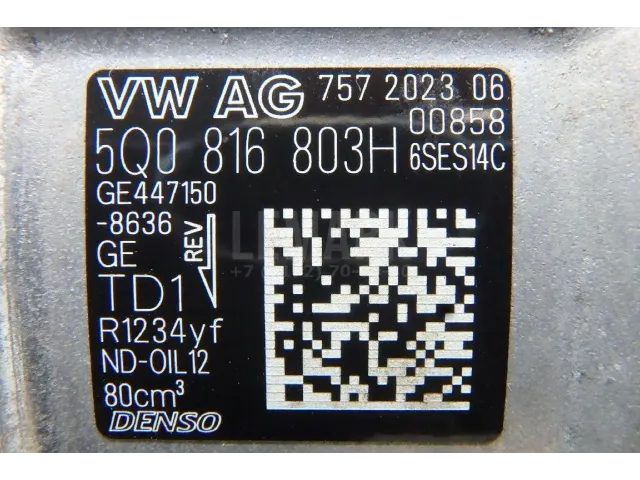 VW AG 757 2023 06
00858
5Q0 816 803H 6SES14C
GE447150
-8636
GE
REV
TD1
R1234yf
ND-OIL12
80cm³
DENSO